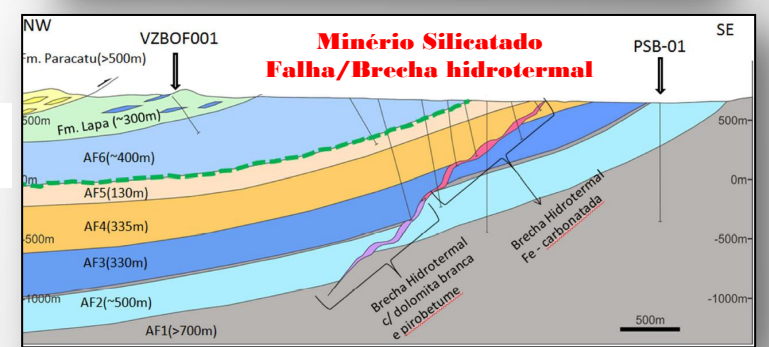 NW
VZBOF001
Minério Silicatado
Falha/Brecha hidrotermal
PSB-01
SE
Fm. Paracatu(>500m)
500m
Fm. Lapa (~300m)
500m
AF6(~400m)
0m
0m
AF5(130m)
AF4(335m)
-500m
-500m
AF3(330m)
AF2(~500m)
-1000m
-1000m
AF1(>700m)
Brecha Hidrotermal
c/ dolomita branca
e pirobetume
Brecha Hidrotermal
Fe - carbonatada
500m